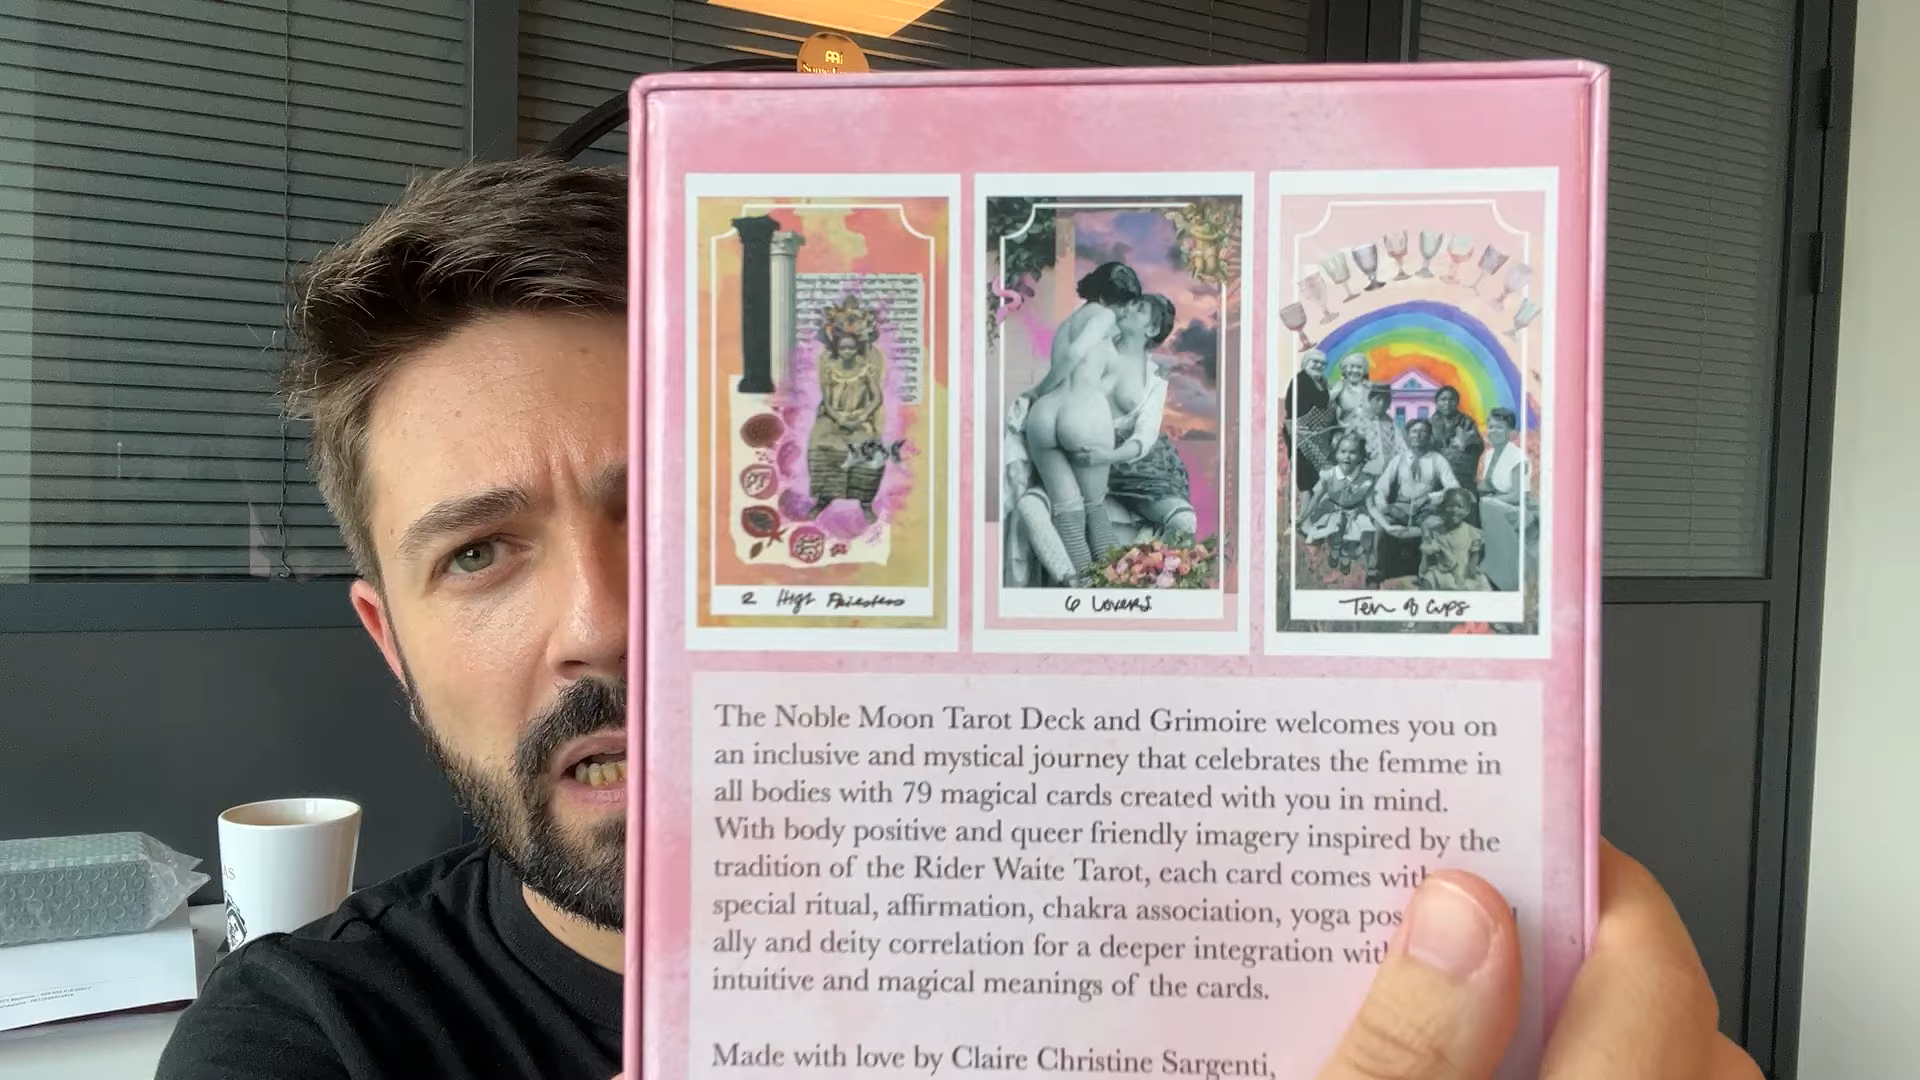 2 High Priestess
6 Lovers
Ten of Cups
The Noble Moon Tarot Deck and Grimoire welcomes you on
an inclusive and mystical journey that celebrates the femme in
all bodies with 79 magical cards created with you in mind.
With body positive and queer friendly imagery inspired by the
tradition of the Rider Waite Tarot, each card comes with
special ritual, affirmation, chakra association, yoga pos
ally and deity correlation for a deeper integration with
intuitive and magical meanings of the cards.
Made with love by Claire Christine Sargenti,
AS